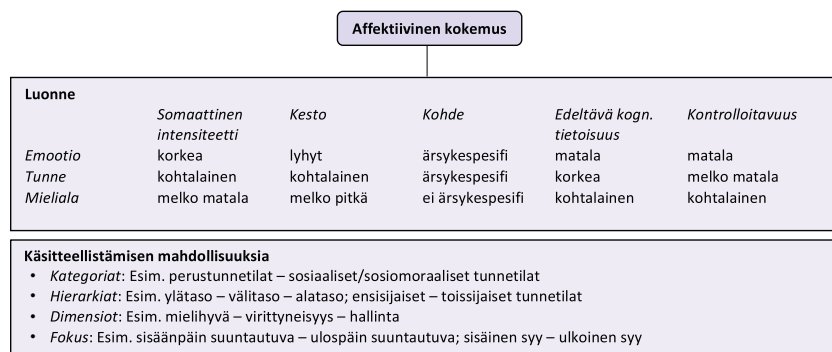 Affektiivinen kokemus
Luonne
Somaattinen intensiteetti Kesto Kohde Edeltävä kogn. tietoisuus Kontrolloitavuus
Emootio korkea lyhyt ärsykespesifi matala matala
Tunne kohtalainen kohtalainen ärsykespesifi korkea melko matala
Mieliala melko matala melko pitkä ei ärsykespesifi kohtalainen kohtalainen
Käsitteellistämisen mahdollisuuksia
• Kategoriat: Esim. perustunnetilat – sosiaaliset/sosiomoraaliset tunnetilat
• Hierarkiat: Esim. ylätaso – välitaso – alataso; ensisijaiset – toissijaiset tunnetilat
• Dimensiot: Esim. mielihyvä – virittyneisyys – hallinta
• Fokus: Esim. sisäänpäin suuntautuva – ulospäin suuntautuva; sisäinen syy – ulkoinen syy